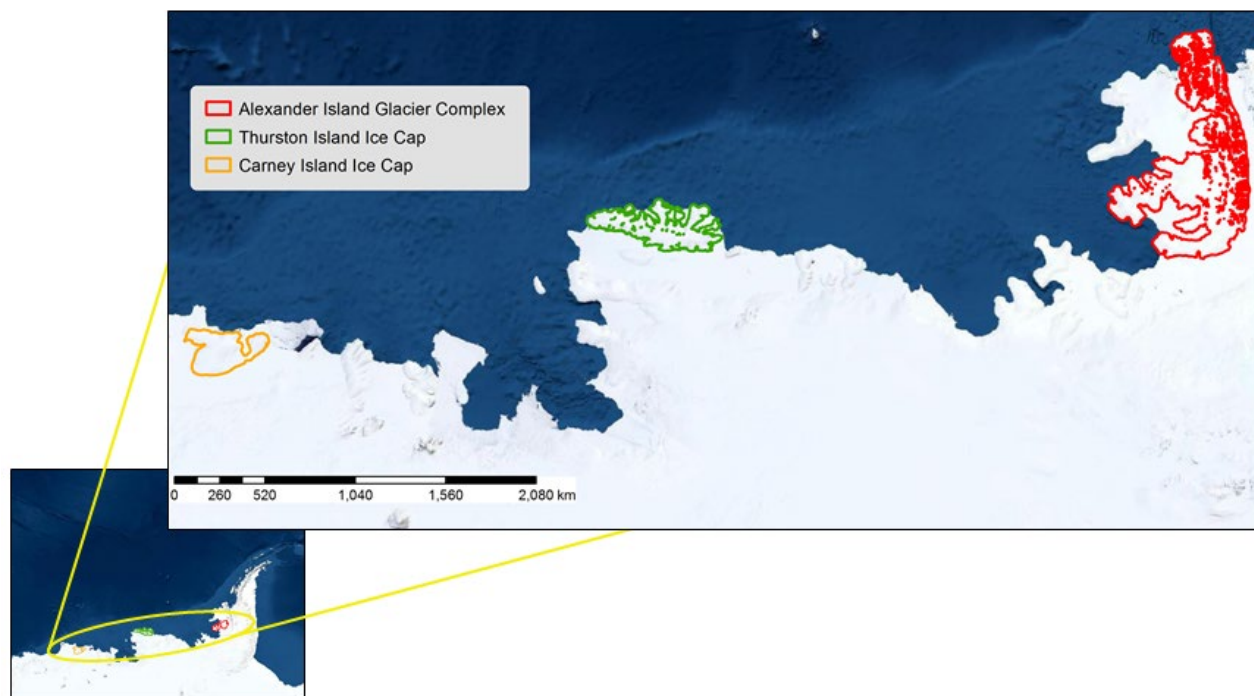 Alexander Island Glacier Complex
Thurston Island Ice Cap
Carney Island Ice Cap
0 260 520 1,040 1,560 2,080 km